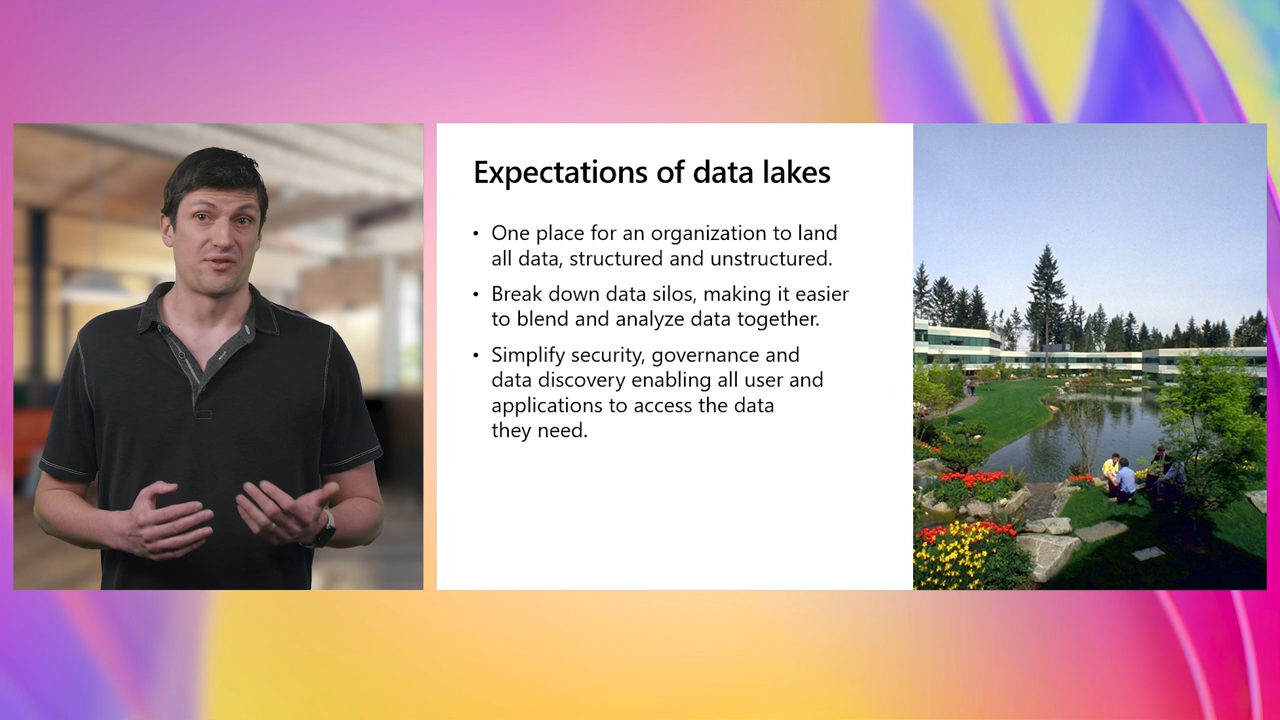 Expectations of data lakes
• One place for an organization to land
all data, structured and unstructured.
• Break down data silos, making it easier
to blend and analyze data together.
• Simplify security, governance and
data discovery enabling all user and
applications to access the data
they need.